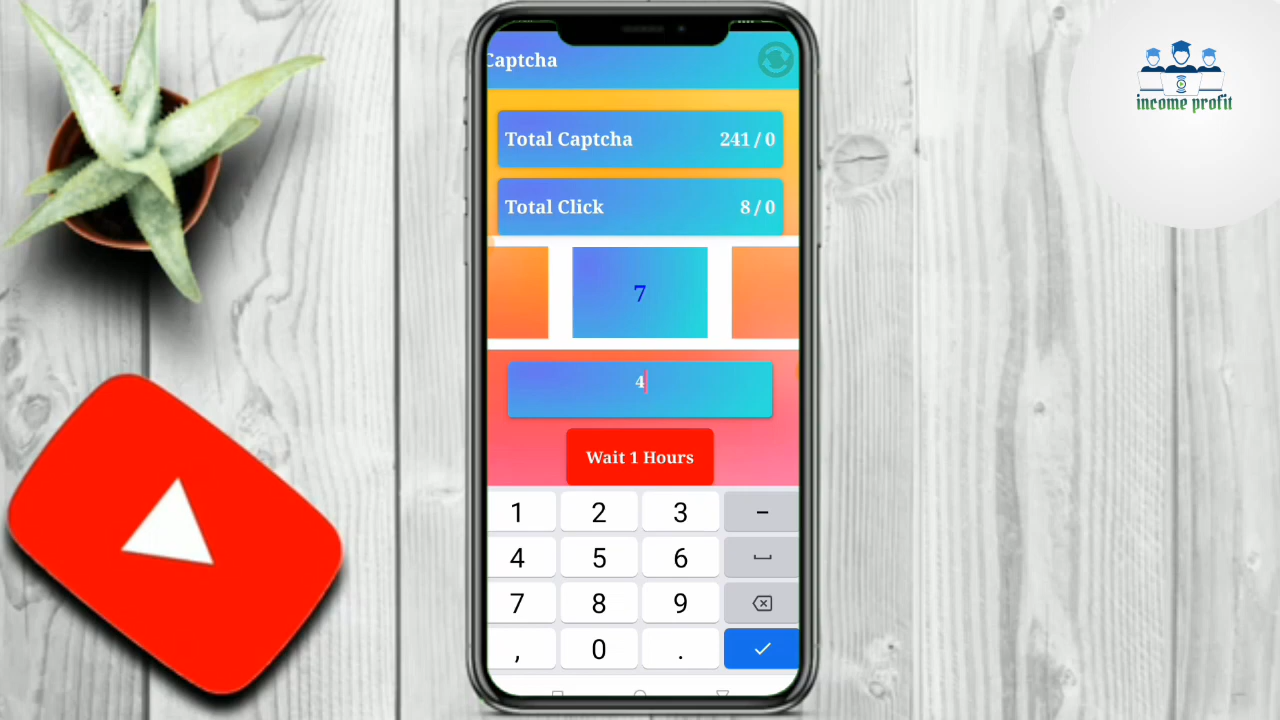 Captcha
Total Captcha 241 / 0
Total Click 8 / 0
7
4
Wait 1 Hours
1 2 3 -
4 5 6
7 8 9
, 0 .
income profit